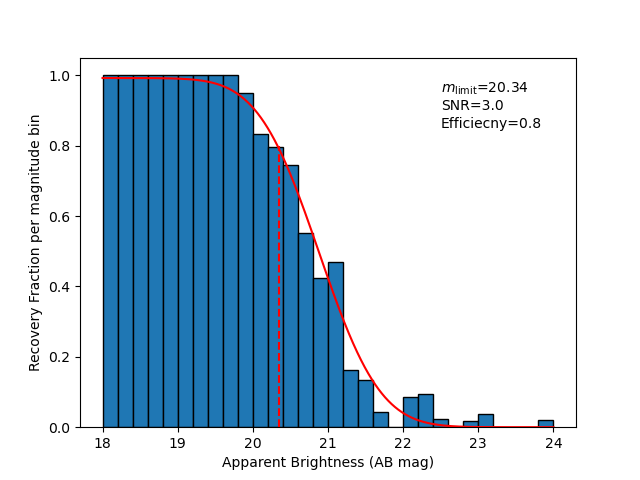 m_limit=20.34
SNR=3.0
Efficiecny=0.8
1.0
0.8
0.6
0.4
0.2
0.0
Recovery Fraction per magnitude bin
18 19 20 21 22 23 24
Apparent Brightness (AB mag)